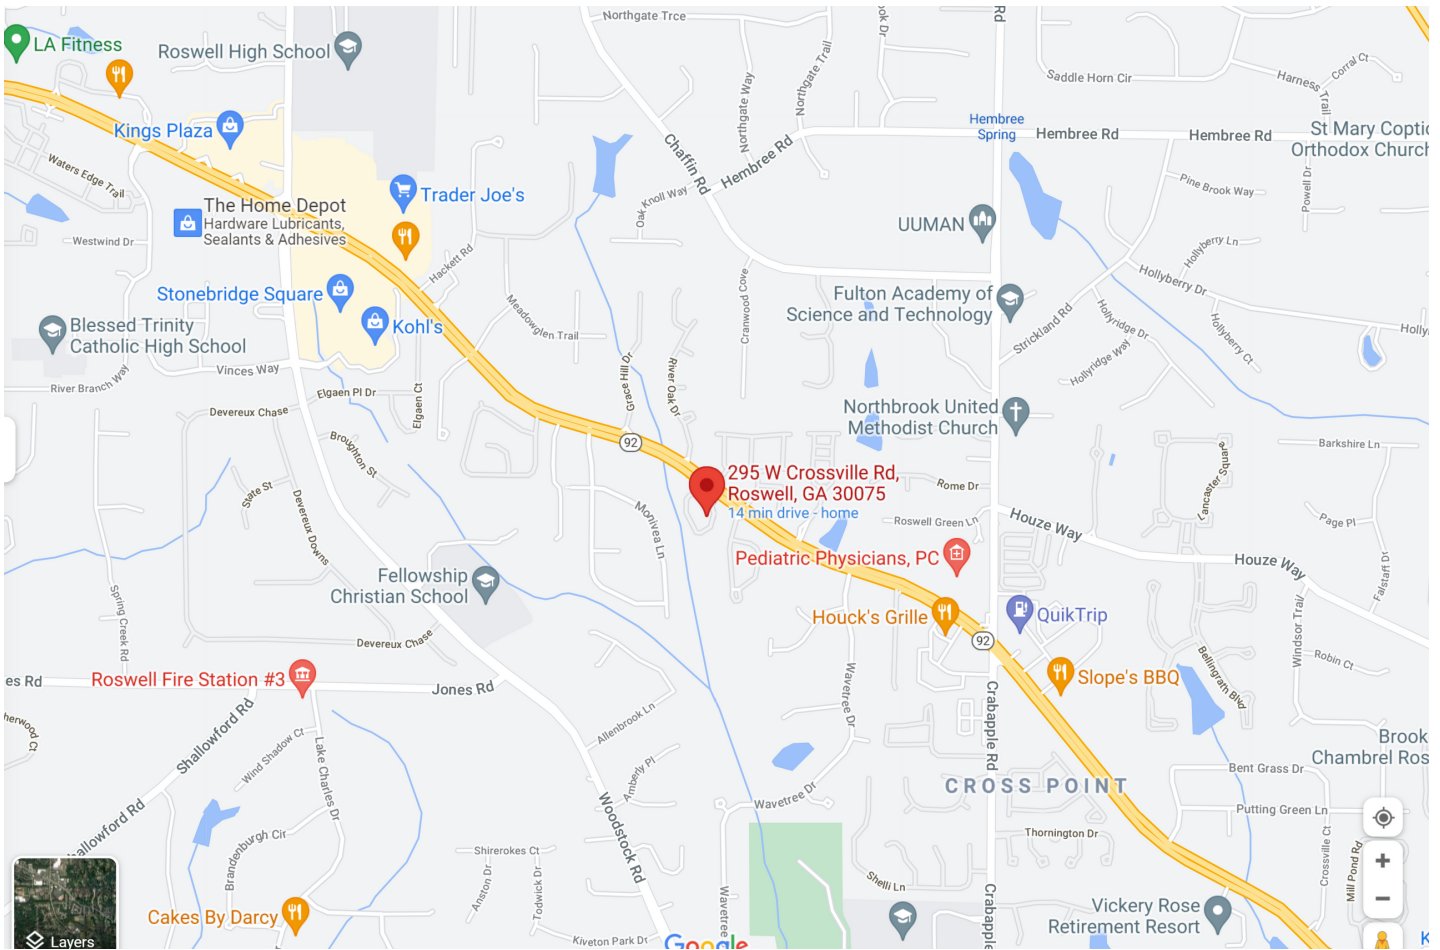 Northgate Trce
ok Dr
Rd
LA Fitness
Roswell High School
Northgate Trail
Northgate Way
Saddle Horn Cir
Corral Ct
Harness Trail
Kings Plaza
Chaffin Rd
Hembree Rd
Hembree
Spring
Hembree Rd
Hembree Rd
St Mary Coptic
Orthodox Church
Waters Edge Trail
Trader Joe's
Oak Knoll Way
Pine Brook Way
Powell Dr
The Home Depot
Hardware Lubricants,
Sealants & Adhesives
UUMAN
Westwind Dr
Hackett Rd
Hollyberry Ln
Hollyberry Dr
Stonebridge Square
Meadowglen Trail
Cranwood Cove
Fulton Academy of
Science and Technology
Strickland Rd
Hollyridge Dr
Hollyberry Ct
Holly
Kohl's
Blessed Trinity
Catholic High School
Vinces Way
River Branch Way
Grace Hill Dr
River Oak Dr
Hollyridge Way
Elgaen Pl Dr
Elgaen Ct
Devereux Chase
Northbrook United
Methodist Church
Broughton St
92
Barkshire Ln
State St
Devereux Downs
295 W Crossville Rd,
Roswell, GA 30075
14 min drive - home
Rome Dr
Lancaster Square
Monivea Ln
Roswell Green Ln
Houze Way
Page Pl
Pediatric Physicians, PC
Houze Way
Falstaff Dr
Fellowship
Christian School
Spring Creek Rd
Houck's Grille
QuikTrip
Windsor Trail
Devereux Chase
92
Robin Ct
es Rd
Roswell Fire Station #3
Jones Rd
Wavetree Dr
Slope's BBQ
Bellingrath Blvd
herwood Ct
Shallowford Rd
Allenbrook Ln
Crabapple Rd
Wind Shadow Ct
Lake Charles Dr
Brook
Chambrel Ros
Amberly Pl
CROSS POINT
Bent Grass Dr
Wavetree Dr
Putting Green Ln
hallowford Rd
Woodstock Rd
Brandenburgh Cir
Thornington Dr
Shirerokes Ct
Crossville Ct
Mill Pond Rd
Anston Dr
Todwick Dr
Shelli Ln
Wavetree
Crabapple
Cakes By Darcy
Vickery Rose
Retirement Resort
Layers
Kiveton Park Dr
Google
K